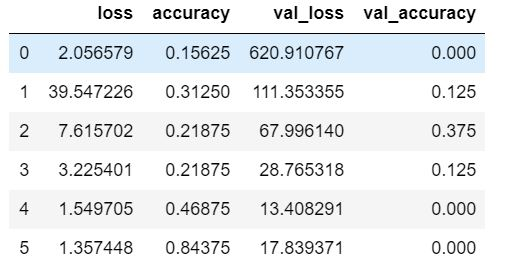 loss accuracy val_loss val_accuracy
0 2.056579 0.15625 620.910767 0.000
1 39.547226 0.31250 111.353355 0.125
2 7.615702 0.21875 67.996140 0.375
3 3.225401 0.21875 28.765318 0.125
4 1.549705 0.46875 13.408291 0.000
5 1.357448 0.84375 17.839371 0.000